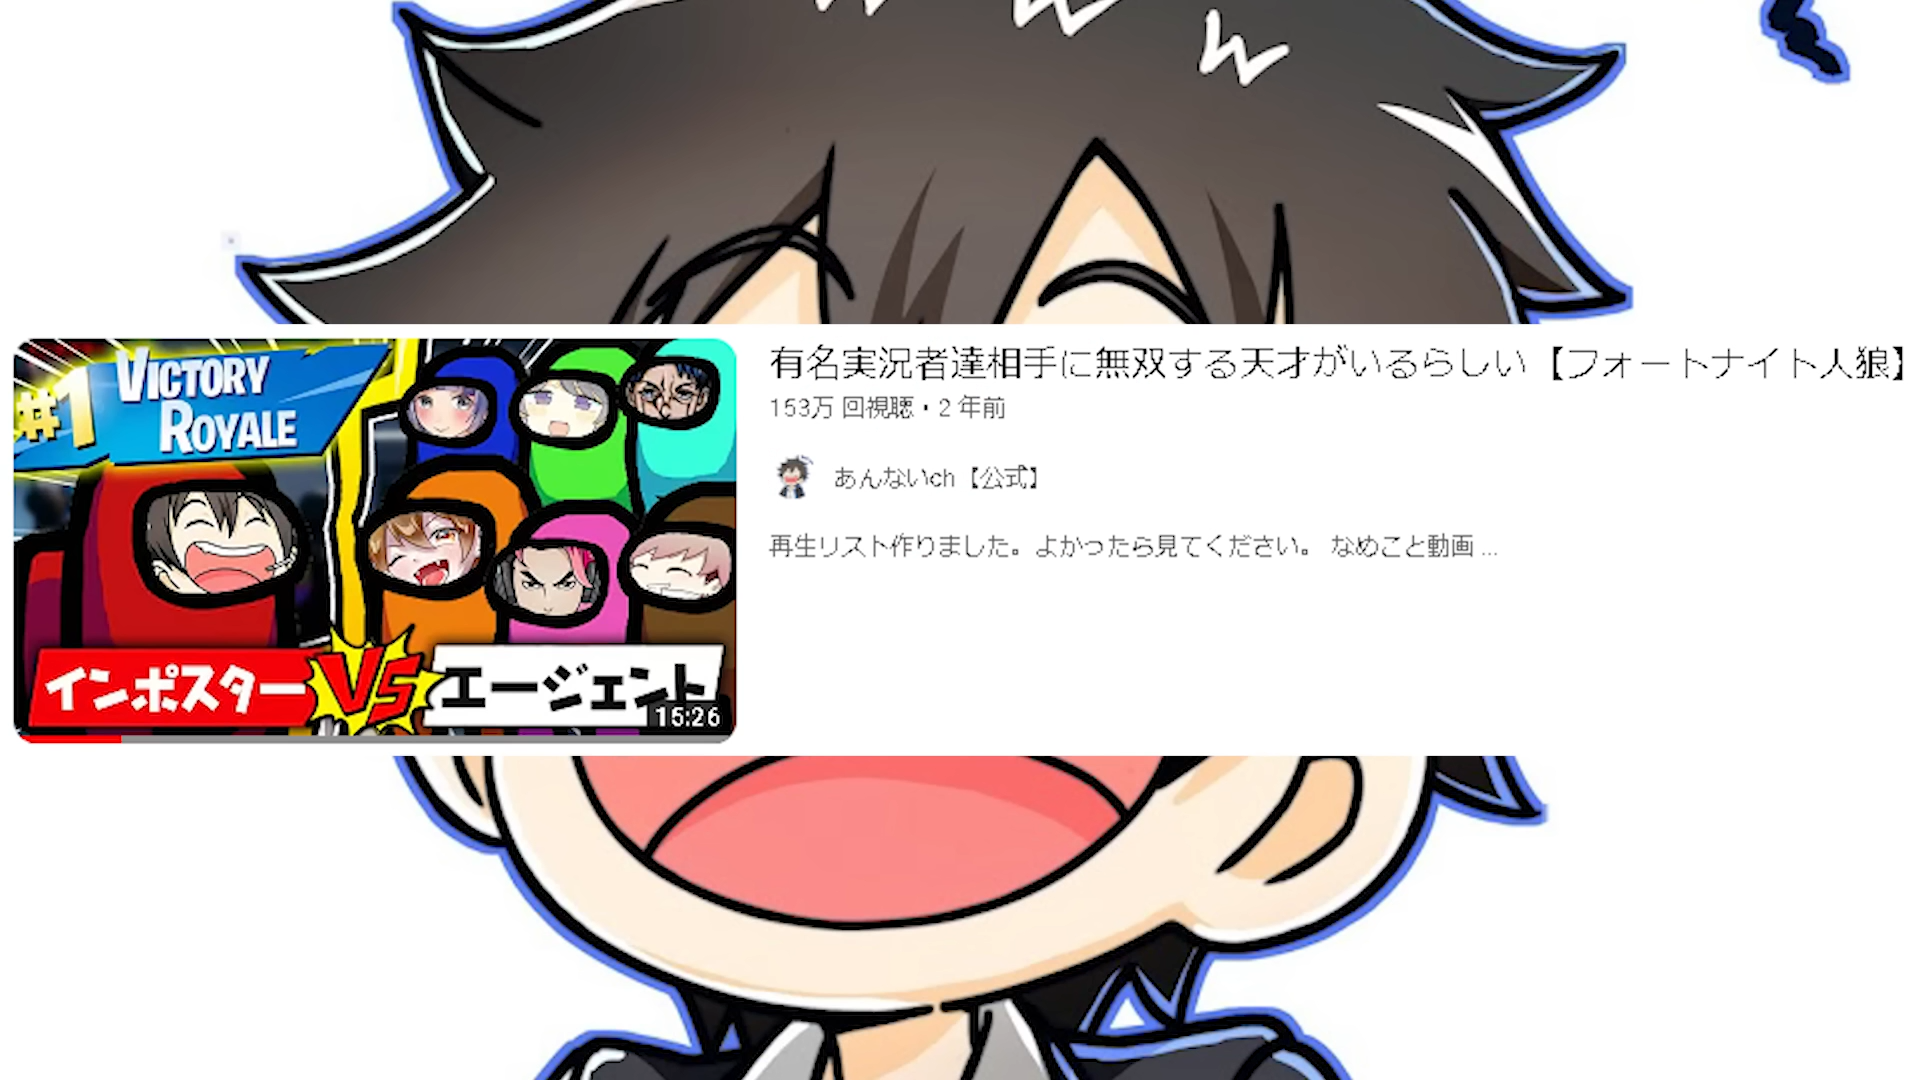 w w w
#1 VICTORY
ROYALE
インポスター VS エージェント
15:26
有名実況者達相手に無双する天才がいるらしい【フォートナイト人狼】
153万 回視聴・2 年前
あんないch【公式】
再生リスト作りました。よかったら見てください。 なめこと動画 ...